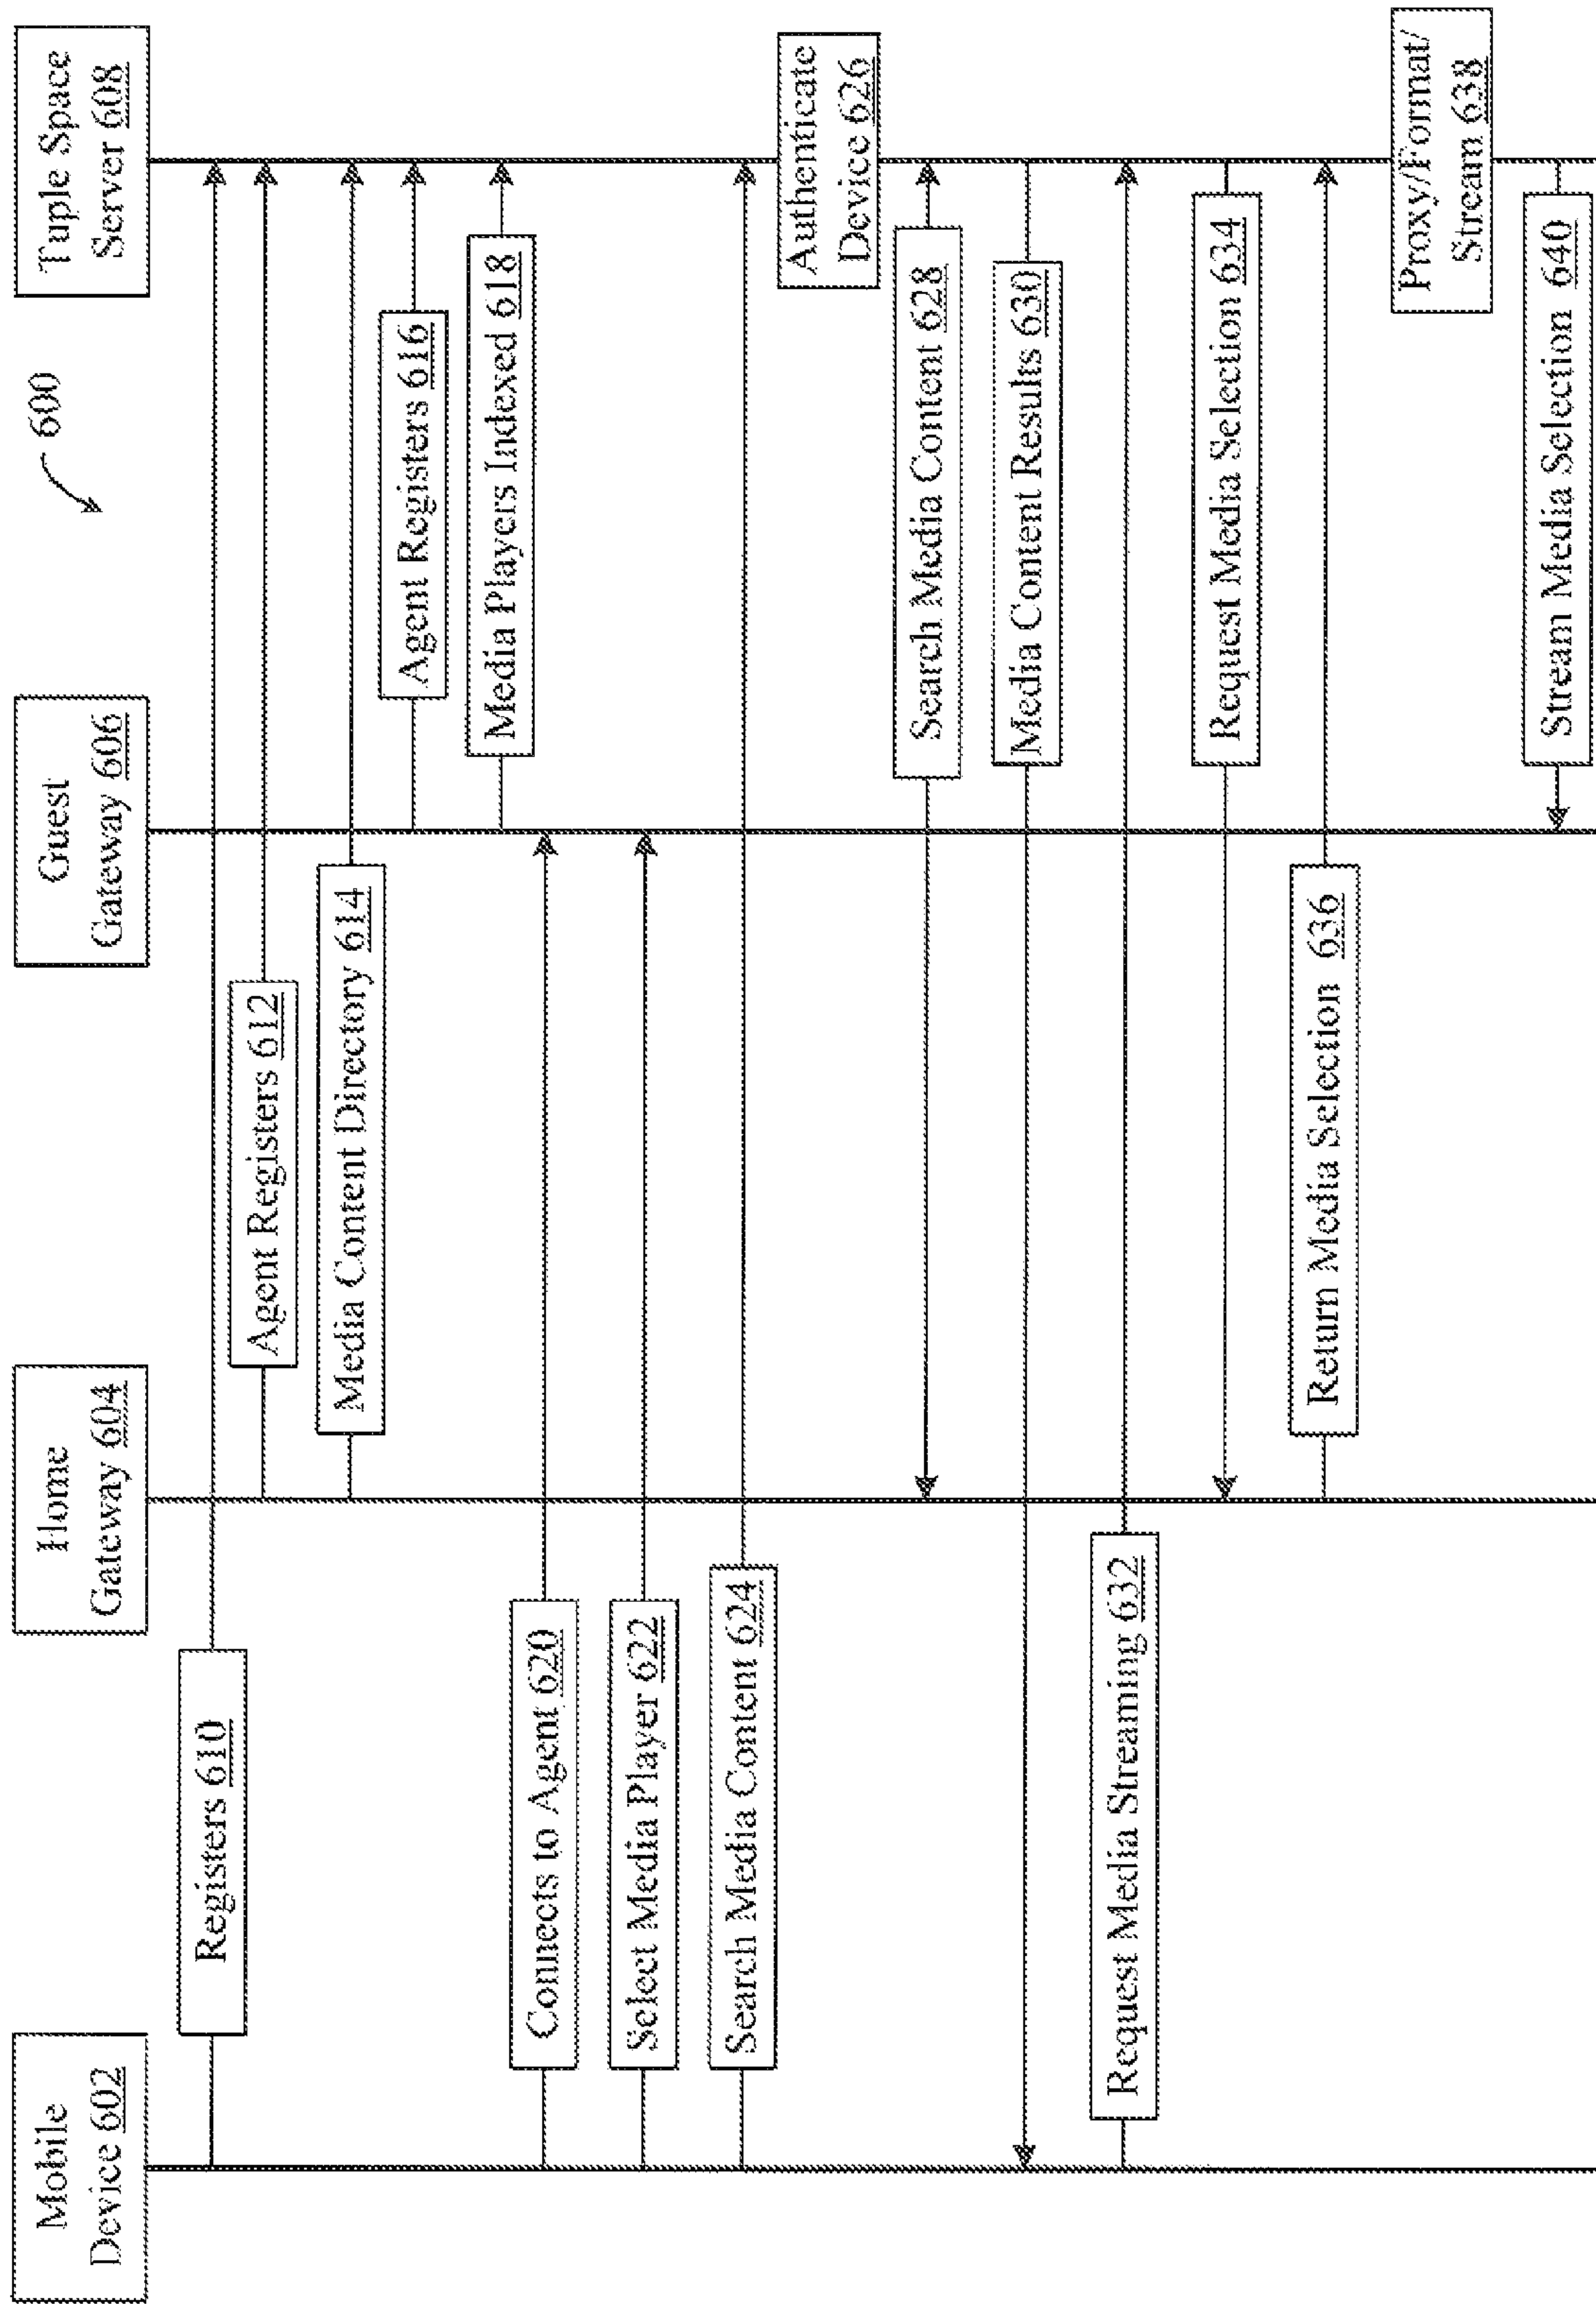 600
Mobile
Device 602
Home
Gateway 604
Guest
Gateway 606
Tuple Space
Server 608
Registers 610
Agent Registers 612
Media Content Directory 614
Agent Registers 616
Media Players Indexed 618
Connects to Agent 620
Select Media Player 622
Search Media Content 624
Authenticate
Device 626
Search Media Content 628
Media Content Results 630
Request Media Streaming 632
Request Media Selection 634
Return Media Selection 636
Proxy/Format/
Stream 638
Stream Media Selection 640